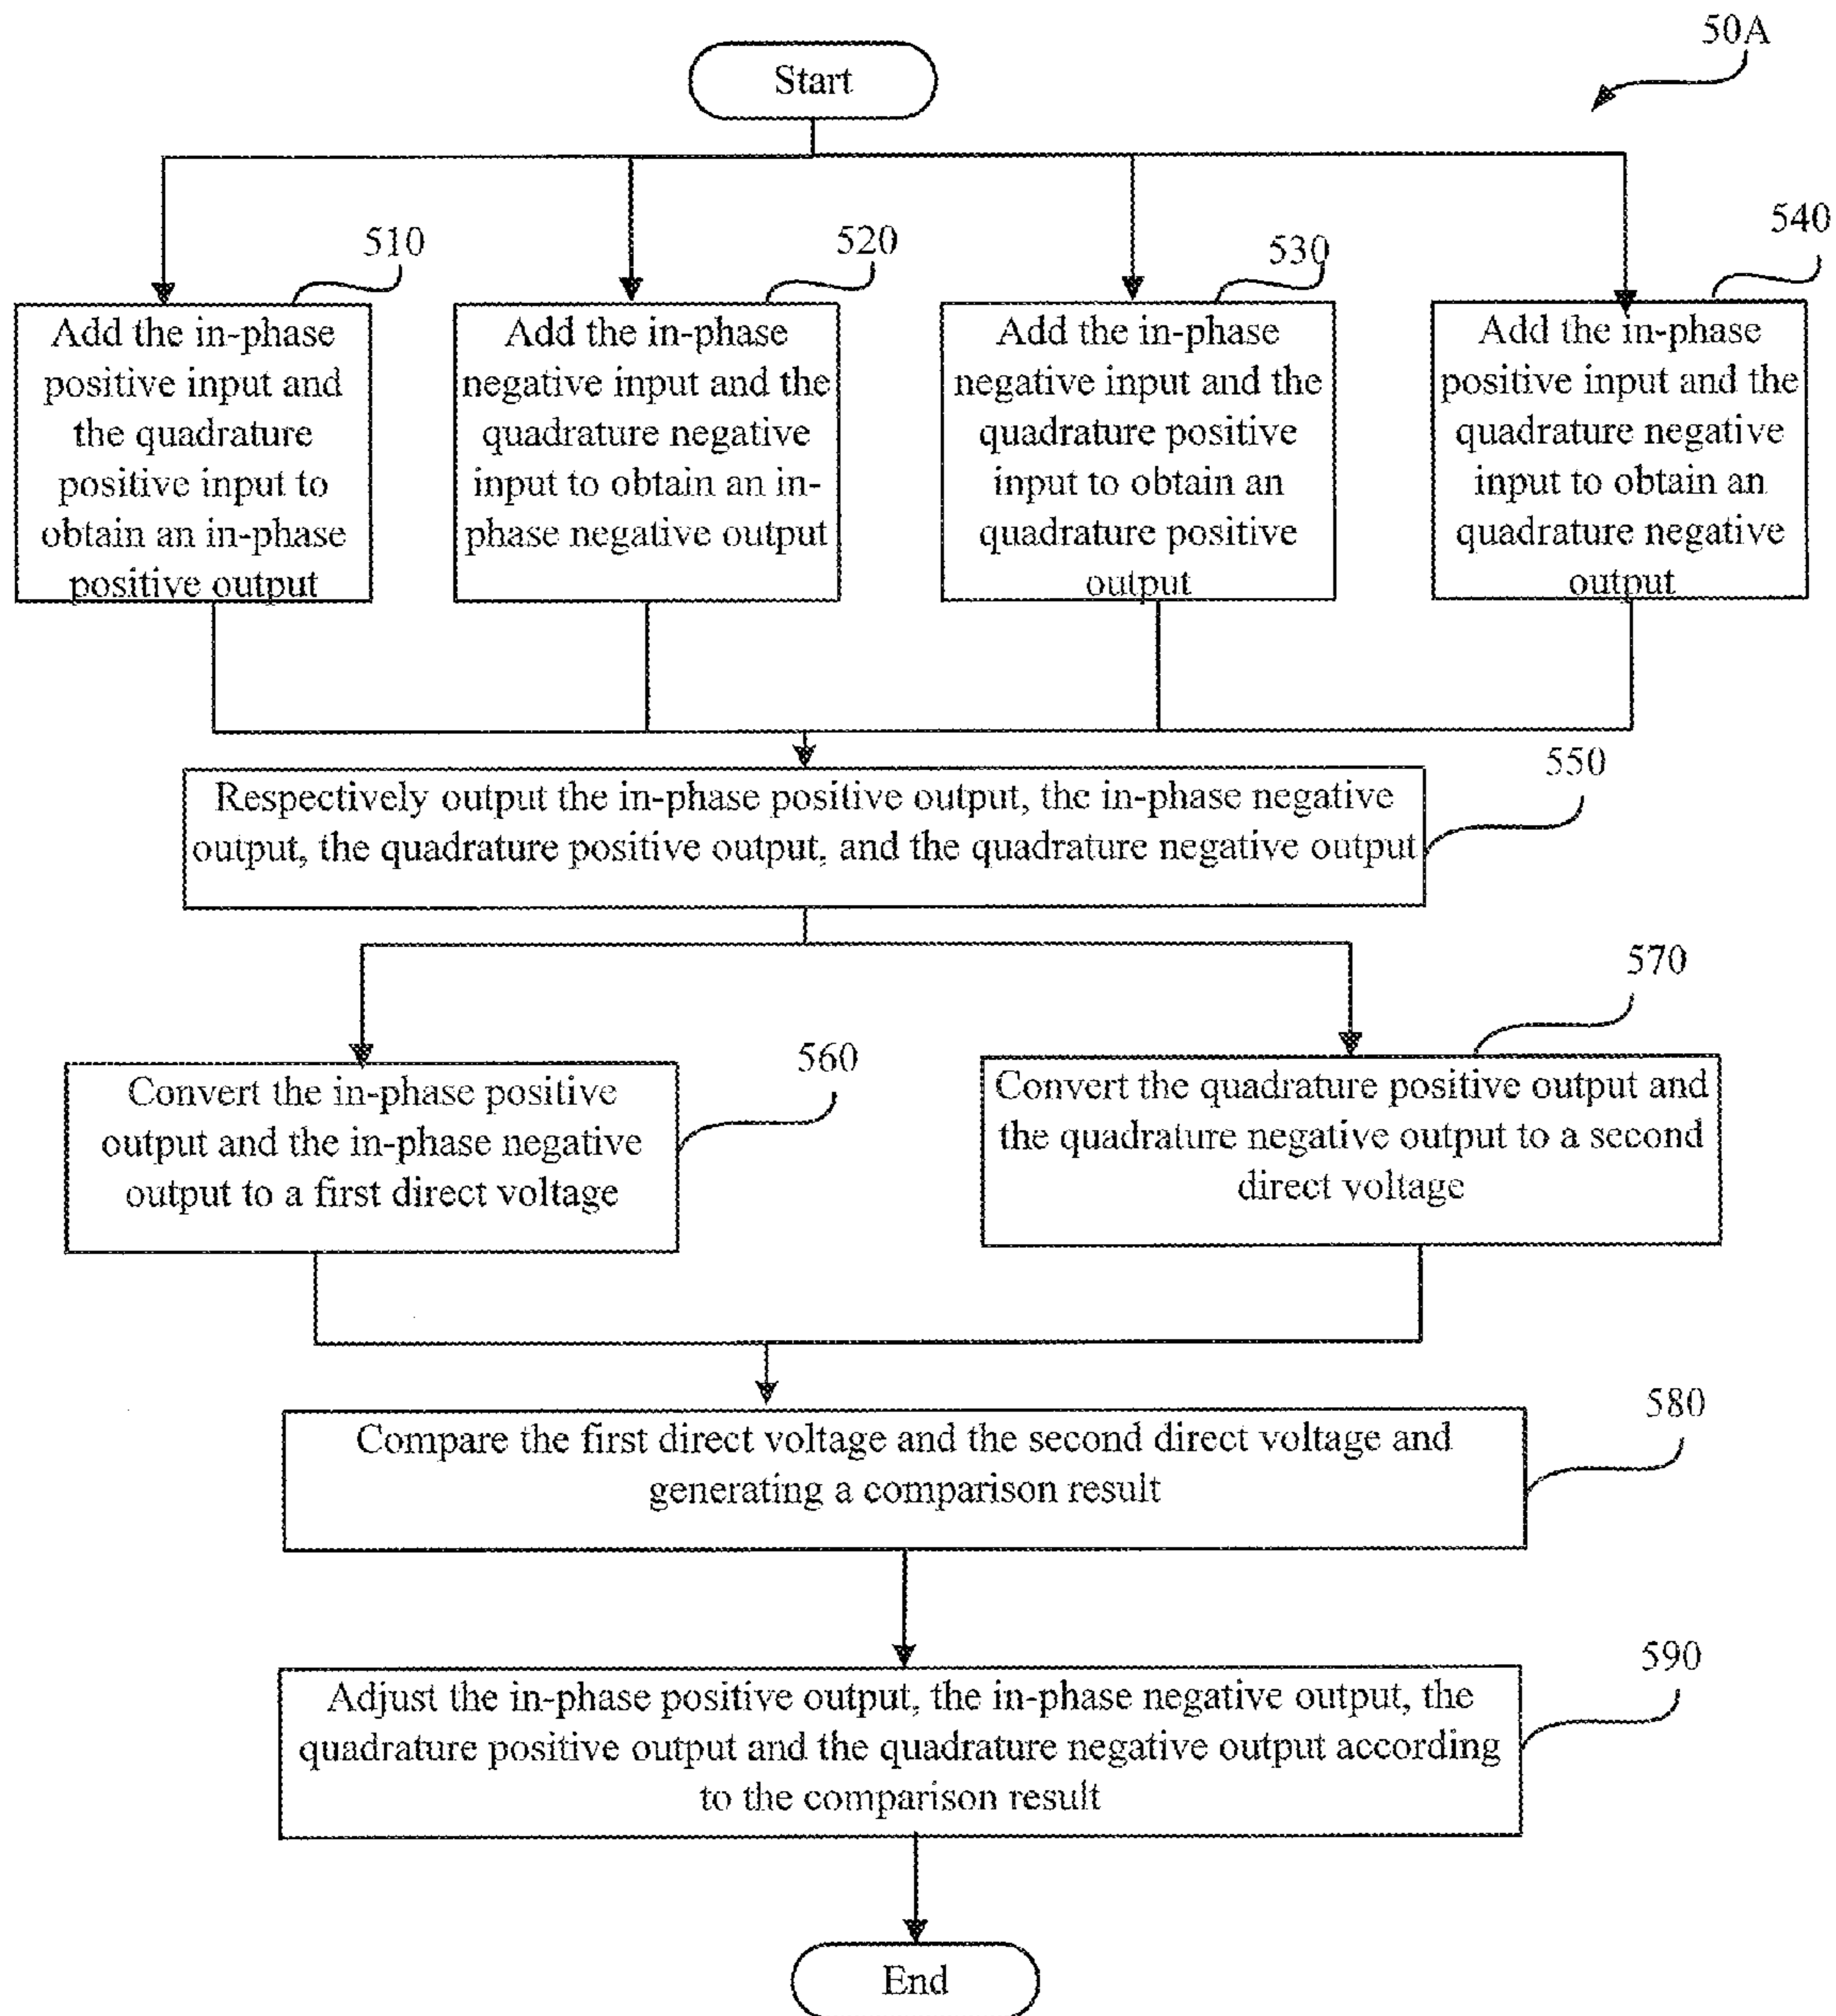 50A
Start
510
520
530
540
Add the in-phase
positive input and
the quadrature
positive input to
obtain an in-phase
positive output
Add the in-phase
negative input and the
quadrature negative
input to obtain an in-
phase negative output
Add the in-phase
negative input and the
quadrature positive
input to obtain an
quadrature positive
output
Add the in-phase
positive input and the
quadrature negative
input to obtain an
quadrature negative
output
550
Respectively output the in-phase positive output, the in-phase negative
output, the quadrature positive output, and the quadrature negative output
560
570
Convert the in-phase positive
output and the in-phase negative
output to a first direct voltage
Convert the quadrature positive output and
the quadrature negative output to a second
direct voltage
580
Compare the first direct voltage and the second direct voltage and
generating a comparison result
590
Adjust the in-phase positive output, the in-phase negative output, the
quadrature positive output and the quadrature negative output according
to the comparison result
End